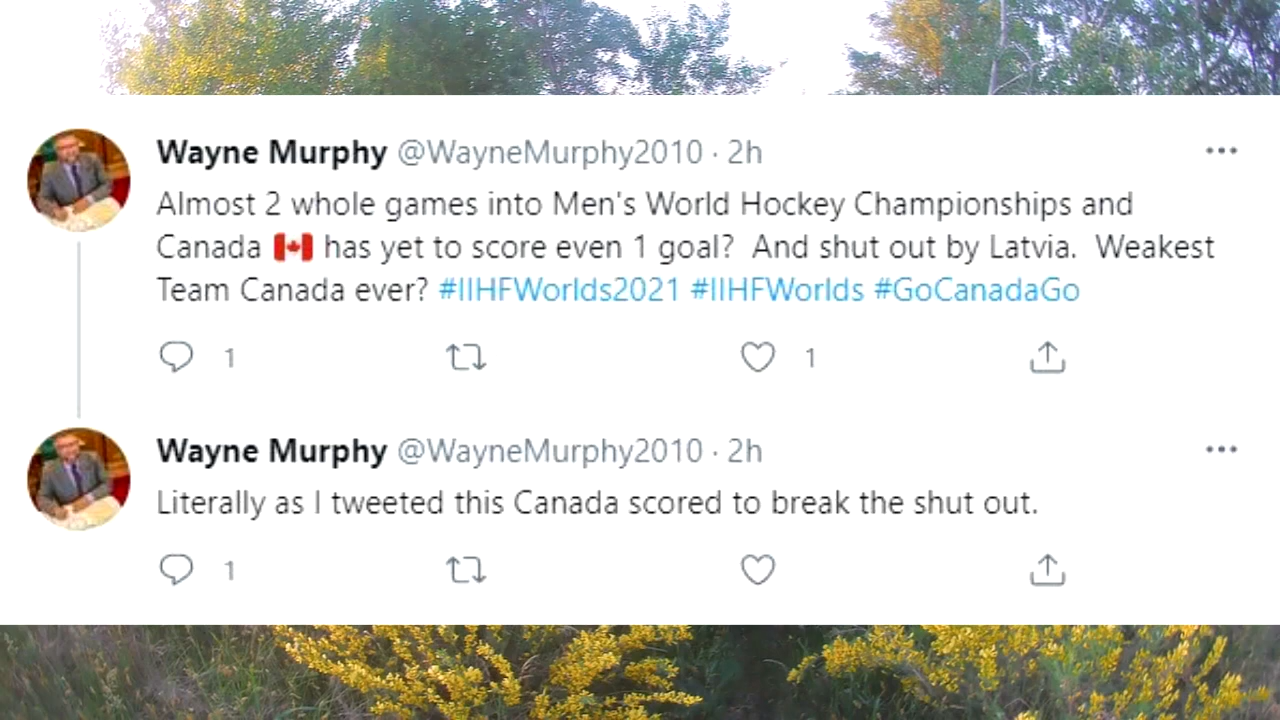 Wayne Murphy @WayneMurphy2010 · 2h
Almost 2 whole games into Men's World Hockey Championships and
Canada 🇨🇦 has yet to score even 1 goal?  And shut out by Latvia.  Weakest
Team Canada ever? #IIHFWorlds2021 #IIHFWorlds #GoCanadaGo
1 1
Wayne Murphy @WayneMurphy2010 · 2h
Literally as I tweeted this Canada scored to break the shut out.
1